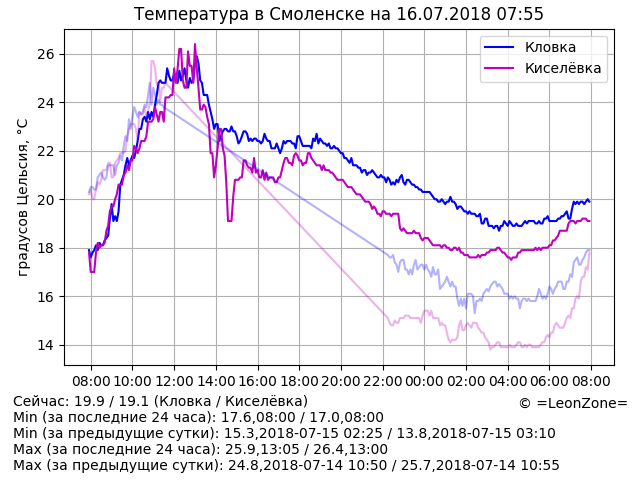 Температура в Смоленске на 16.07.2018 07:55
Кловка
Киселёвка
градусов Цельсия, °C
26
24
22
20
18
16
14
08:00 10:00 12:00 14:00 16:00 18:00 20:00 22:00 00:00 02:00 04:00 06:00 08:00
Сейчас: 19.9 / 19.1 (Кловка / Киселёвка)
© =LeonZone=
Min (за последние 24 часа): 17.6,08:00 / 17.0,08:00
Min (за предыдущие сутки): 15.3,2018-07-15 02:25 / 13.8,2018-07-15 03:10
Max (за последние 24 часа): 25.9,13:05 / 26.4,13:00
Max (за предыдущие сутки): 24.8,2018-07-14 10:50 / 25.7,2018-07-14 10:55